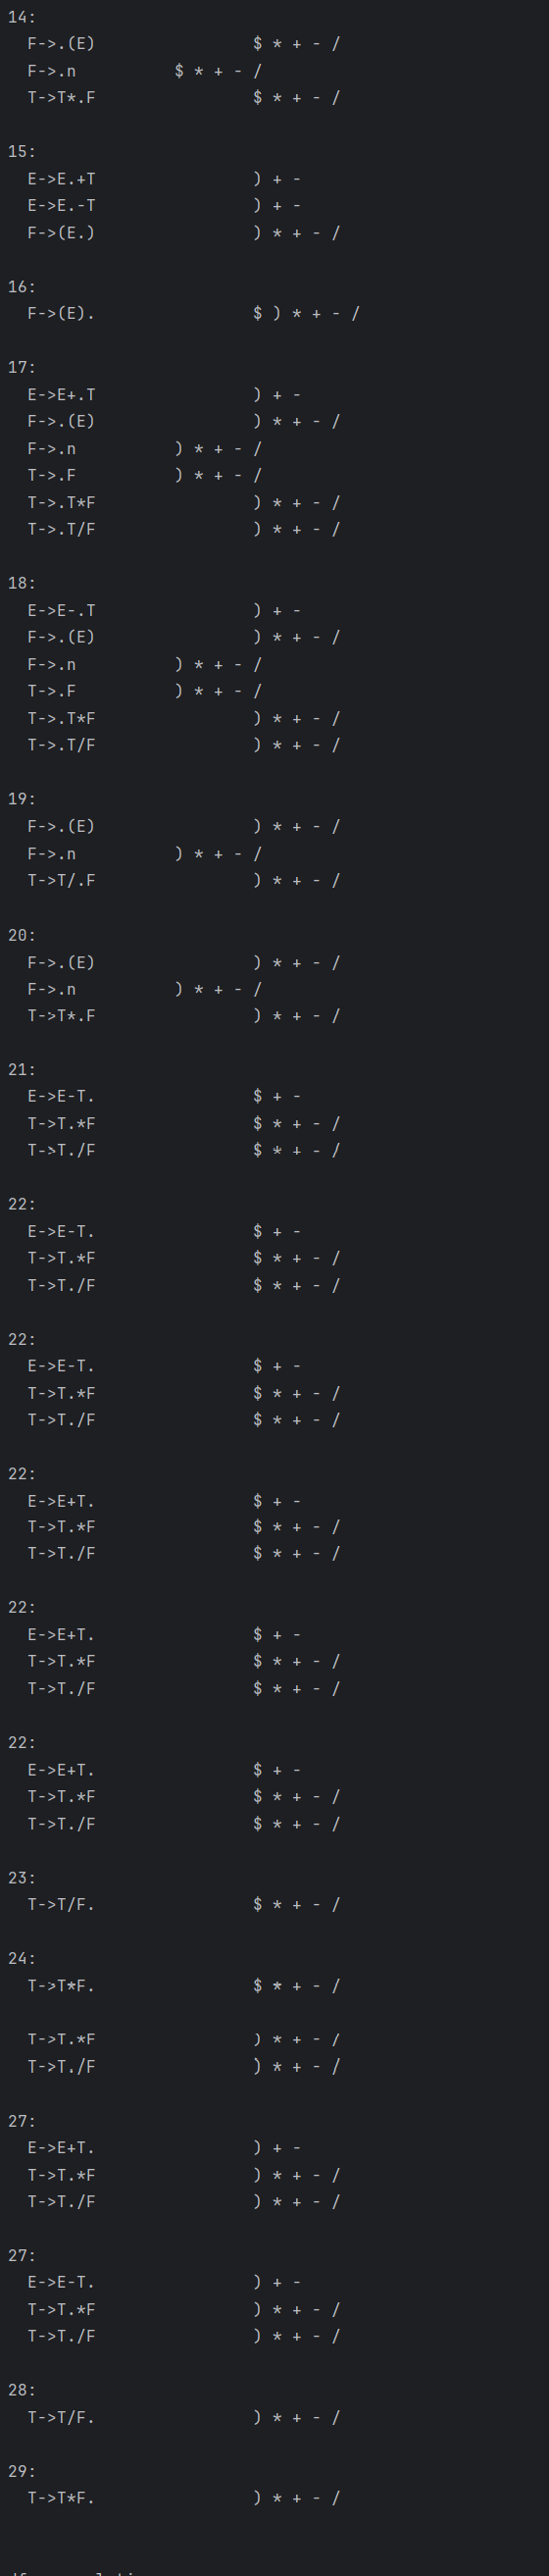 14:
F->.(E) $ * + - /
F->.n $ * + - /
T->T*.F $ * + - /
15:
E->E.+T ) + -
E->E.-T ) + -
F->(E.) ) * + - /
16:
F->(E). $ ) * + - /
17:
E->E+.T ) + -
F->.(E) ) * + - /
F->.n ) * + - /
T->.F ) * + - /
T->.T*F ) * + - /
T->.T/F ) * + - /
18:
E->E-.T ) + -
F->.(E) ) * + - /
F->.n ) * + - /
T->.F ) * + - /
T->.T*F ) * + - /
T->.T/F ) * + - /
19:
F->.(E) ) * + - /
F->.n ) * + - /
T->T/.F ) * + - /
20:
F->.(E) ) * + - /
F->.n ) * + - /
T->T*.F ) * + - /
21:
E->E-T. $ + -
T->T.*F $ * + - /
T->T./F $ * + - /
22:
E->E-T. $ + -
T->T.*F $ * + - /
T->T./F $ * + - /
22:
E->E-T. $ + -
T->T.*F $ * + - /
T->T./F $ * + - /
22:
E->E+T. $ + -
T->T.*F $ * + - /
T->T./F $ * + - /
22:
E->E+T. $ + -
T->T.*F $ * + - /
T->T./F $ * + - /
22:
E->E+T. $ + -
T->T.*F $ * + - /
T->T./F $ * + - /
23:
T->T/F. $ * + - /
24:
T->T*F. $ * + - /
T->T.*F ) * + - /
T->T./F ) * + - /
27:
E->E+T. ) + -
T->T.*F ) * + - /
T->T./F ) * + - /
27:
E->E-T. ) + -
T->T.*F ) * + - /
T->T./F ) * + - /
28:
T->T/F. ) * + - /
29:
T->T*F. ) * + - /